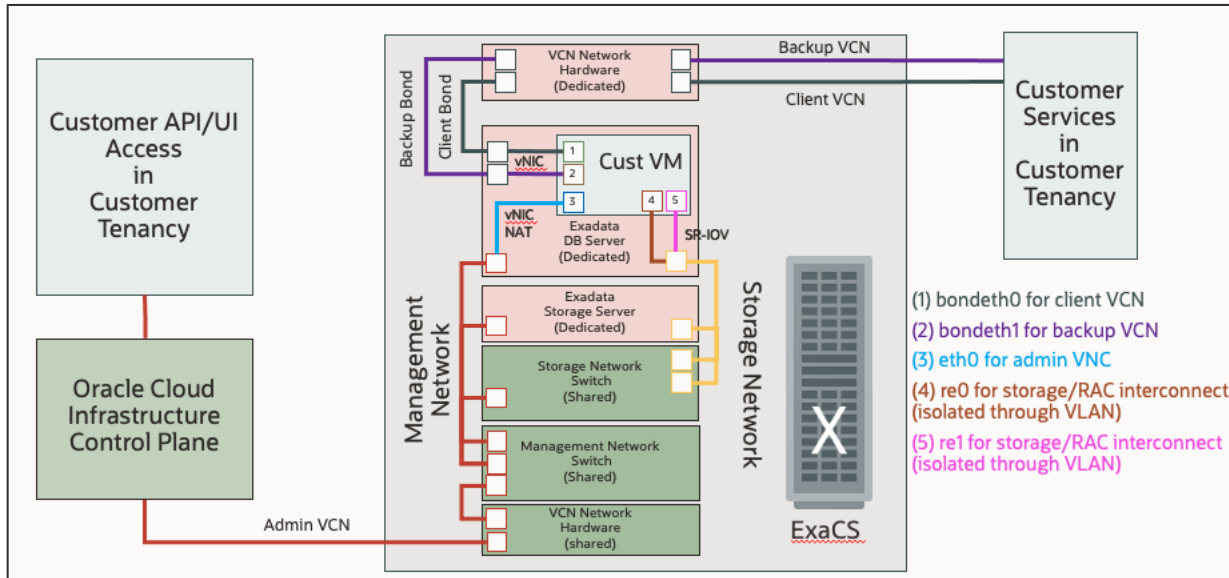 Customer API/UI
Access
in
Customer
Tenancy
Oracle Cloud
Infrastructure
Control Plane
Admin VCN
Backup Bond
Client Bond
VCN Network
Hardware
(Dedicated)
Backup VCN
Client VCN
Customer
Services
in
Customer
Tenancy
vNIC
1
Cust VM
2
3
4
5
vNIC
NAT
Exadata
DB Server
(Dedicated)
SR-IOV
Management
Network
Exadata
Storage Server
(Dedicated)
Storage Network
Switch
(Shared)
Management Network
Switch
(Shared)
VCN Network
Hardware
(shared)
Storage Network
X
ExaCS
(1) bondeth0 for client VCN
(2) bondeth1 for backup VCN
(3) eth0 for admin VNC
(4) re0 for storage/RAC interconnect
(isolated through VLAN)
(5) re1 for storage/RAC interconnect
(isolated through VLAN)